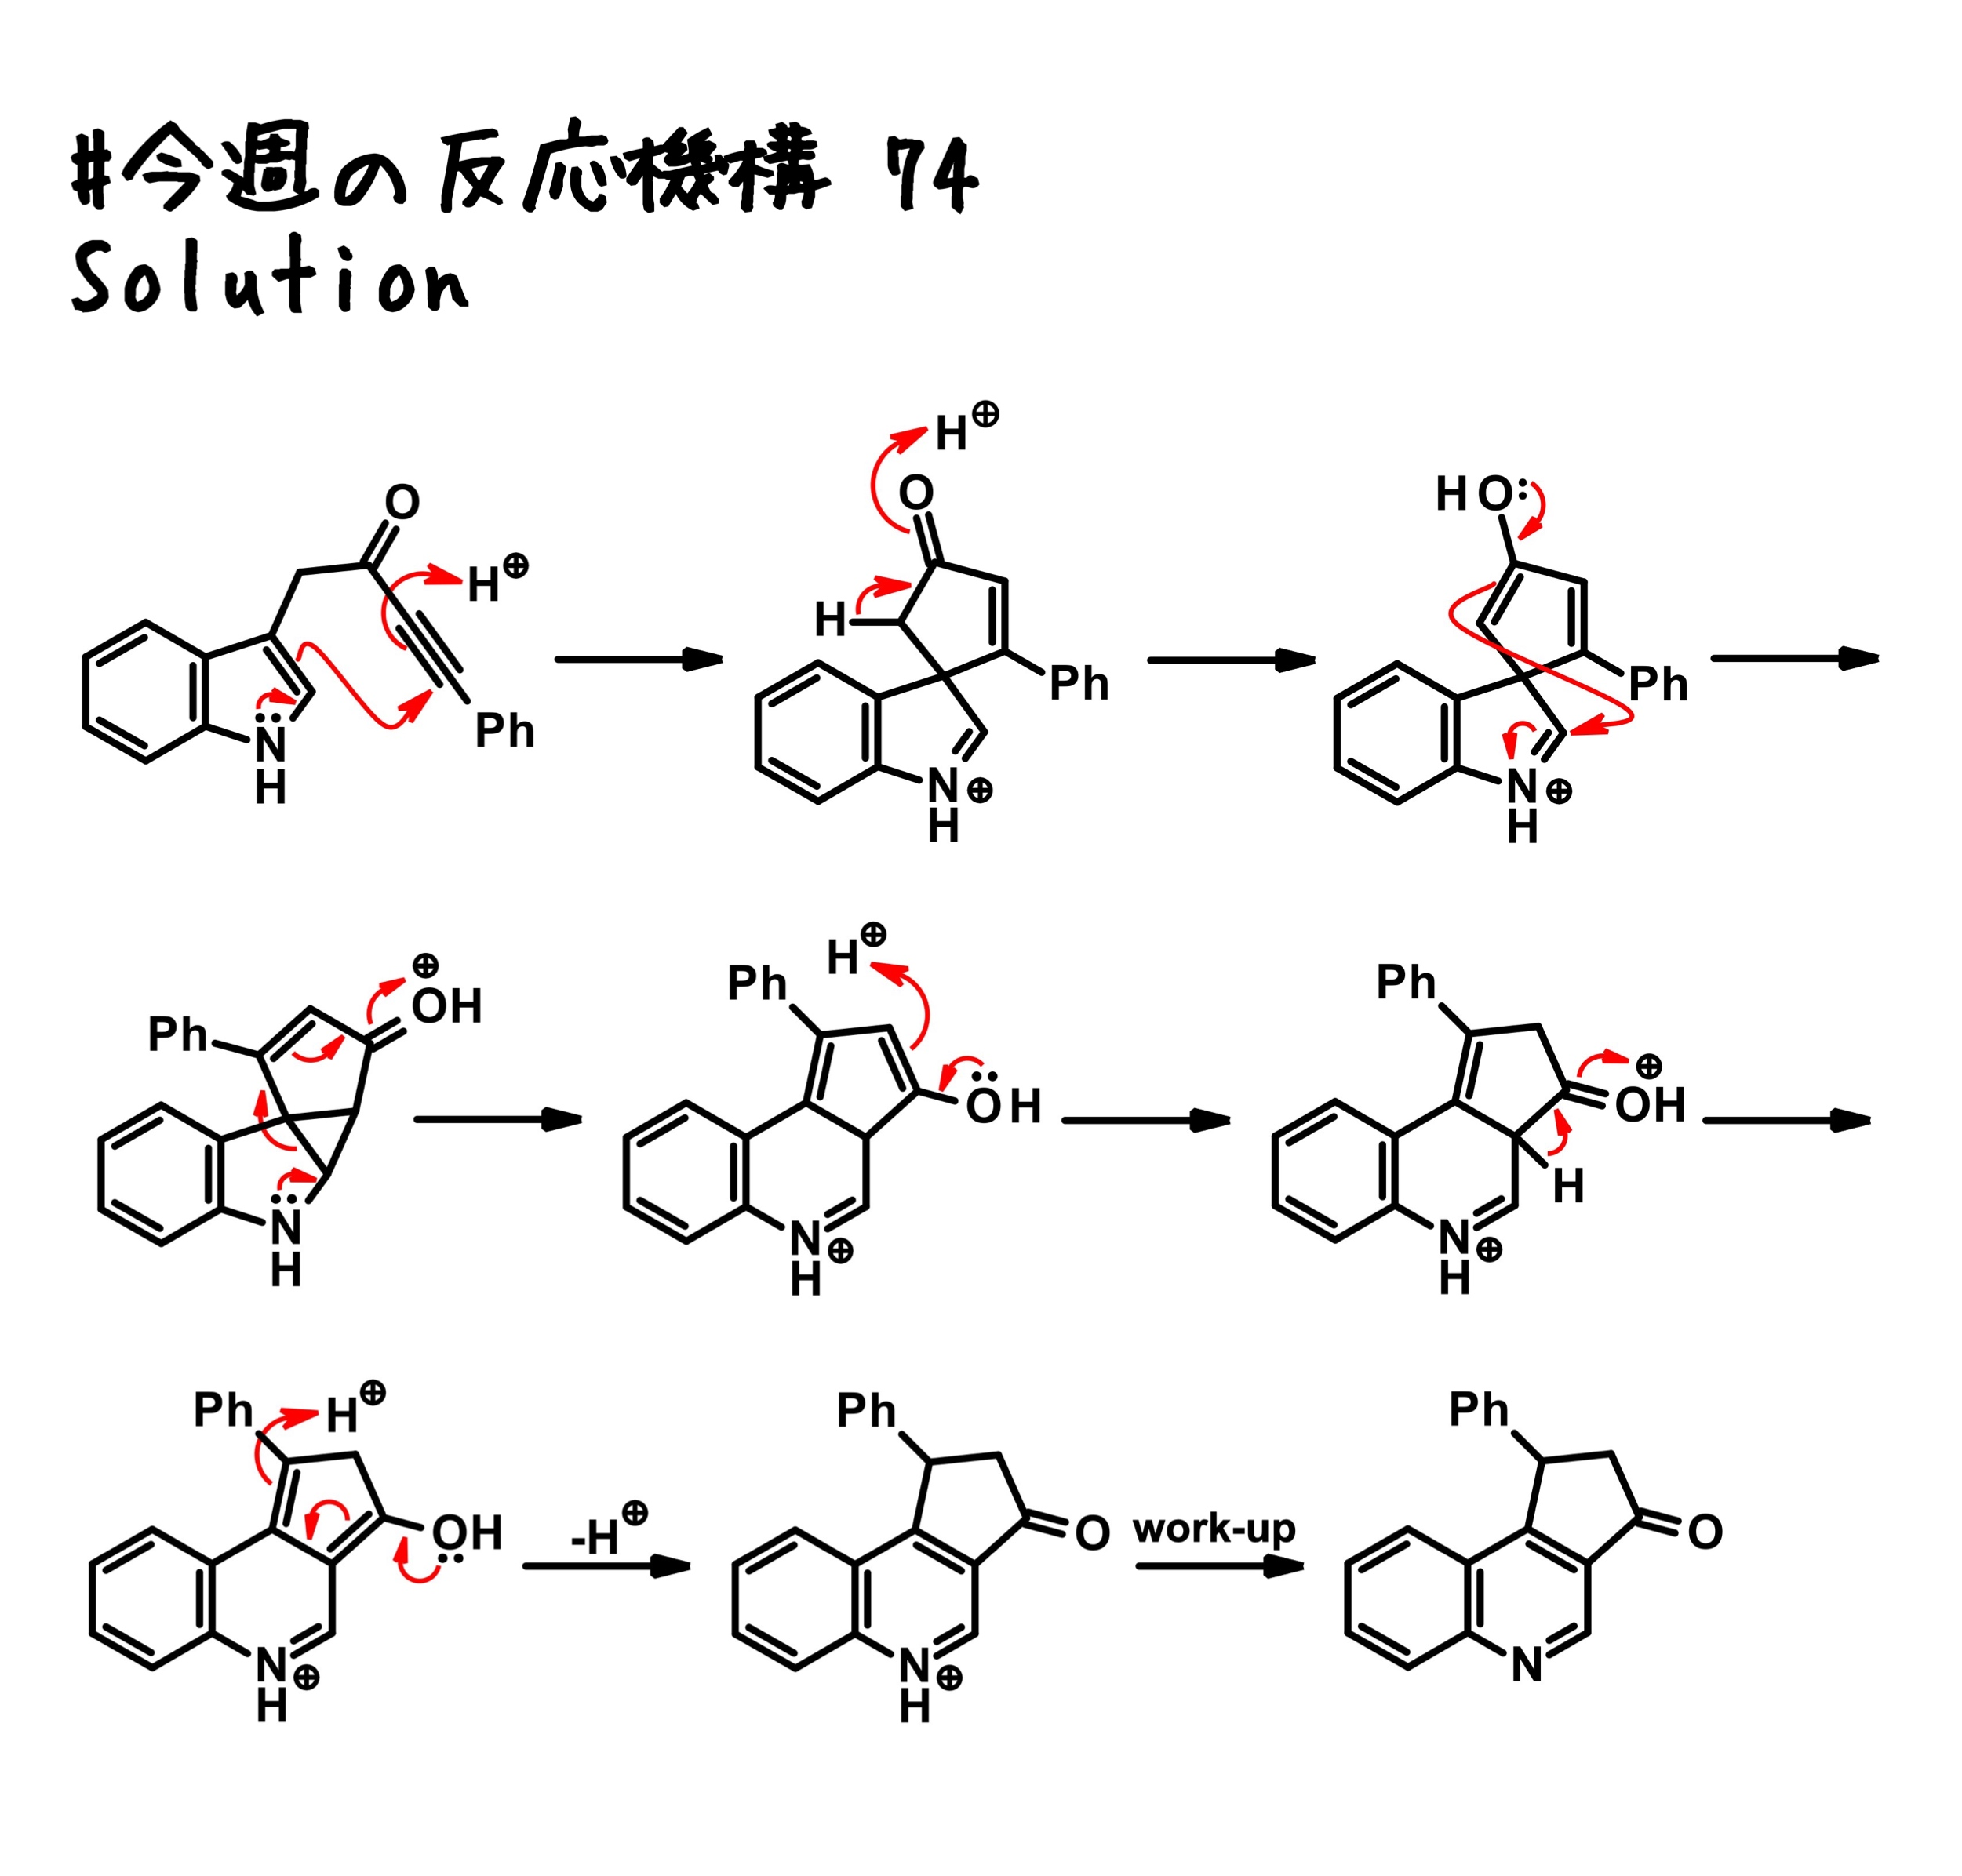 #今週の反応機構 74
Solution
O
H⊕
Ph
N
H
H⊕
O
H
Ph
N⊕
H
HO:
Ph
N⊕
H
⊕
OH
Ph
N
H
H⊕
Ph
OH
N⊕
H
Ph
⊕
OH
H
N⊕
H
Ph
H⊕
OH
N⊕
H
-H⊕
Ph
O
N⊕
H
work-up
Ph
O
N